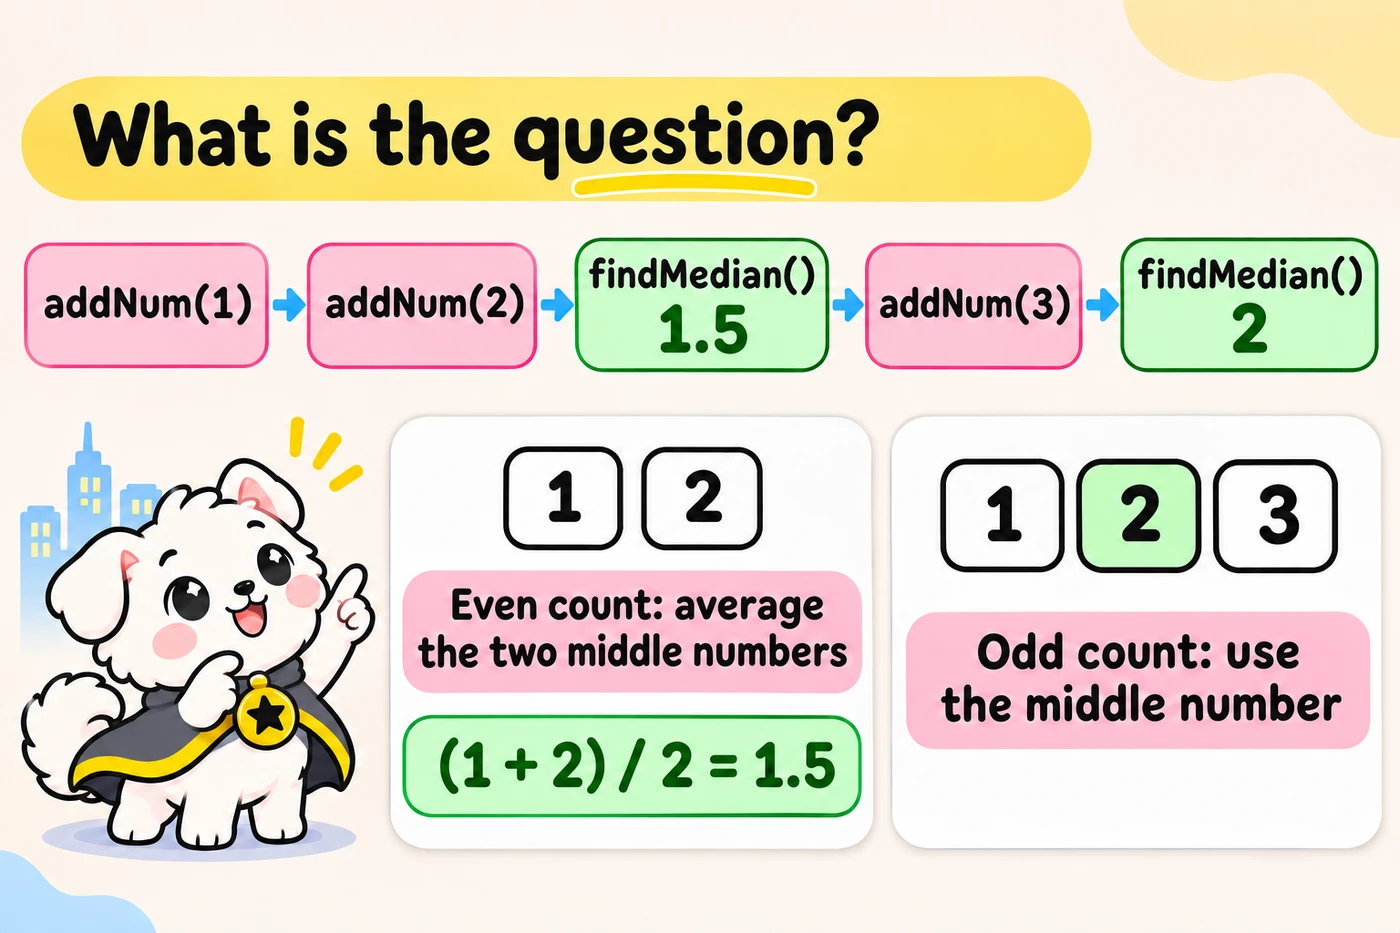 What is the question?
addNum(1)
addNum(2)
findMedian()
1.5
addNum(3)
findMedian()
2
1 2
Even count: average
the two middle numbers
(1 + 2) / 2 = 1.5
1 2 3
Odd count: use
the middle number